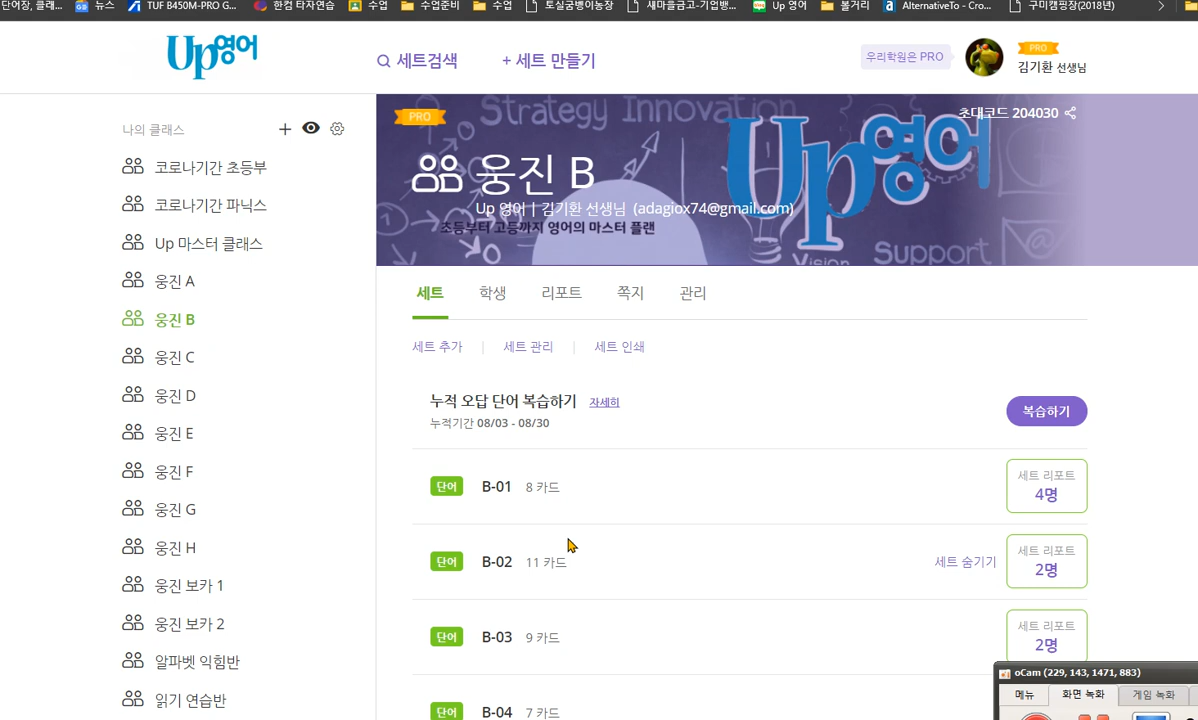 단어장, 클래...
뉴스
TUF B450M-PRO G...
한컴 타자연습
수업
수업준비
수업
토실굼벵이농장
새마을금고-기업뱅...
Up 영어
볼거리
AlternativeTo - Cro...
구미캠핑장(2018년)
Up영어
세트검색
+ 세트 만들기
우리학원은 PRO
PRO
김기환 선생님
나의 클래스
코로나기간 초등부
코로나기간 파닉스
Up 마스터 클래스
웅진 A
웅진 B
웅진 C
웅진 D
웅진 E
웅진 F
웅진 G
웅진 H
웅진 보카 1
웅진 보카 2
알파벳 익힘반
읽기 연습반
PRO
Strategy Innovation
초대코드 204030
Up영어
웅진 B
Up 영어 | 김기환 선생님 (adagiox74@gmail.com)
초등부터 고등까지 영어의 마스터 플랜
Vision
Support
세트
학생
리포트
쪽지
관리
세트 추가 | 세트 관리 | 세트 인쇄
누적 오답 단어 복습하기 자세히
누적기간 08/03 - 08/30
복습하기
단어 B-01 8 카드
세트 리포트
4명
단어 B-02 11 카드
세트 숨기기
세트 리포트
2명
단어 B-03 9 카드
세트 리포트
2명
단어 B-04 7 카드
oCam (229, 143, 1471, 883)
메뉴
화면 녹화
게임 녹화